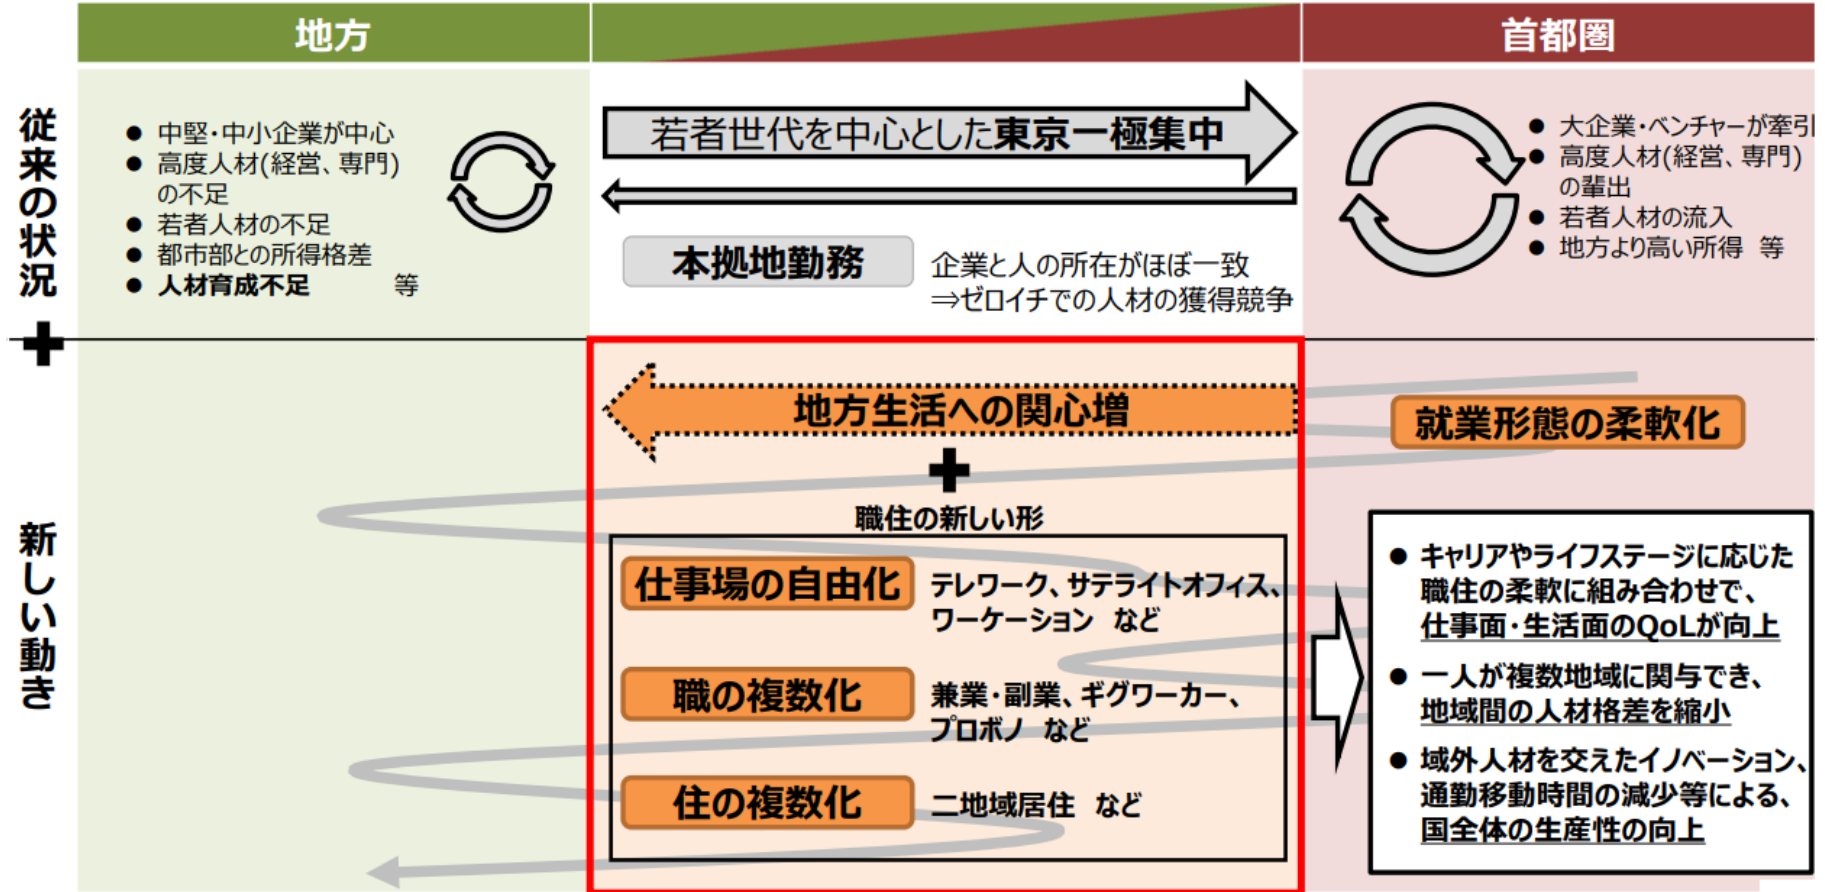 地方
首都圏
従来の状況
● 中堅・中小企業が中心
● 高度人材(経営、専門)
の不足
● 若者人材の不足
● 都市部との所得格差
● 人材育成不足　　　等
若者世代を中心とした東京一極集中
本拠地勤務
企業と人の所在がほぼ一致
⇒ゼロイチでの人材の獲得競争
● 大企業・ベンチャーが牽引
● 高度人材(経営、専門)
の輩出
● 若者人材の流入
● 地方より高い所得　等
新しい動き
地方生活への関心増
就業形態の柔軟化
職住の新しい形
仕事場の自由化
テレワーク、サテライトオフィス、
ワーケーション　など
職の複数化
兼業・副業、ギグワーカー、
プロボノ　など
住の複数化
二地域居住　など
● キャリアやライフステージに応じた
職住の柔軟に組み合わせで、
仕事面・生活面のQoLが向上
● 一人が複数地域に関与でき、
地域間の人材格差を縮小
● 域外人材を交えたイノベーション、
通勤移動時間の減少等による、
国全体の生産性の向上